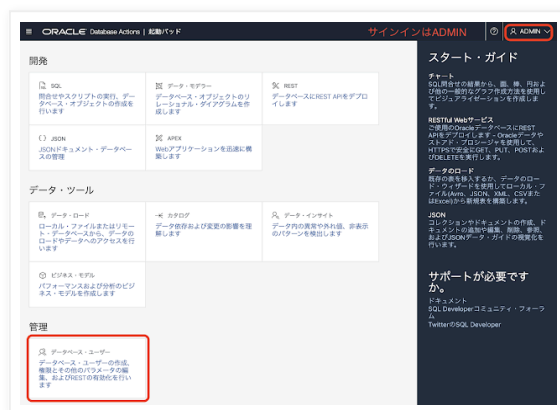 ≡ ORACLE Database Actions | 起動パッド
サインインはADMIN
ADMIN
開発
SQL
問合せやスクリプトの実行、デー
タベース・オブジェクトの作成を
行います
データ・モデラー
データベース・オブジェクトのリ
レーショナル・ダイアグラムを作
成します
REST
データベースにREST APIをデプロ
イします
{} JSON
JSONドキュメント・データベー
スの管理
APEX
Webアプリケーションを迅速に構
築します
データ・ツール
データ・ロード
ローカル・ファイルまたはリモー
ト・データベースから、データの
ロードやデータへのアクセスを行
います
カタログ
データ依存および変更の影響を理
解します
データ・インサイト
データ内の異常や外れ値、非表示
のパターンを検出します
ビジネス・モデル
パフォーマンスおよび分析のビジ
ネス・モデルを作成します
管理
データベース・ユーザー
データベース・ユーザーの作成、
権限とその他のパラメータの編
集、およびRESTの有効化を行い
ます
スタート・ガイド
チャート
SQL問合せの結果から、面、棒、円およ
び他の一般的なグラフ作成方法を使用し
てビジュアライゼーションを作成しま
す。
RESTful Webサービス
ご使用のOracleデータベースにREST
APIをデプロイします - Oracleデータや
ストアド・プロシージャを使用して、
HTTPSで安全にGET、PUT、POSTおよ
びDELETEを実行します。
データのロード
既存の表を移入するか、データのロー
ド・ウィザードを使用してローカル・フ
ァイル(Avro、JSON、XML、CSVまた
はExcel)から新規表を構築します。
JSON
コレクションやドキュメントの作成、ド
キュメントの追加や編集、削除、参照、
およびJSONデータ・ガイドの視覚化を
行います。
サポートが必要です
か。
ドキュメント
SQL Developerコミュニティ・フォーラ
ム
TwitterのSQL Developer